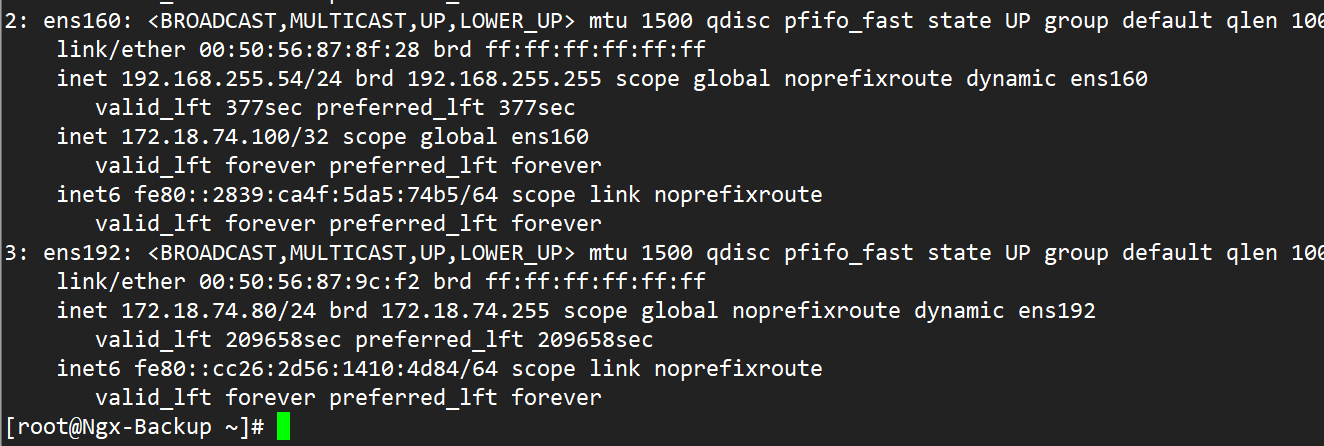 2: ens160: <BROADCAST,MULTICAST,UP,LOWER_UP> mtu 1500 qdisc pfifo_fast state UP group default qlen 100
link/ether 00:50:56:87:8f:28 brd ff:ff:ff:ff:ff:ff
inet 192.168.255.54/24 brd 192.168.255.255 scope global noprefixroute dynamic ens160
valid_lft 377sec preferred_lft 377sec
inet 172.18.74.100/32 scope global ens160
valid_lft forever preferred_lft forever
inet6 fe80::2839:ca4f:5da5:74b5/64 scope link noprefixroute
valid_lft forever preferred_lft forever
3: ens192: <BROADCAST,MULTICAST,UP,LOWER_UP> mtu 1500 qdisc pfifo_fast state UP group default qlen 100
link/ether 00:50:56:87:9c:f2 brd ff:ff:ff:ff:ff:ff
inet 172.18.74.80/24 brd 172.18.74.255 scope global noprefixroute dynamic ens192
valid_lft 209658sec preferred_lft 209658sec
inet6 fe80::cc26:2d56:1410:4d84/64 scope link noprefixroute
valid_lft forever preferred_lft forever
[root@Ngx-Backup ~]#